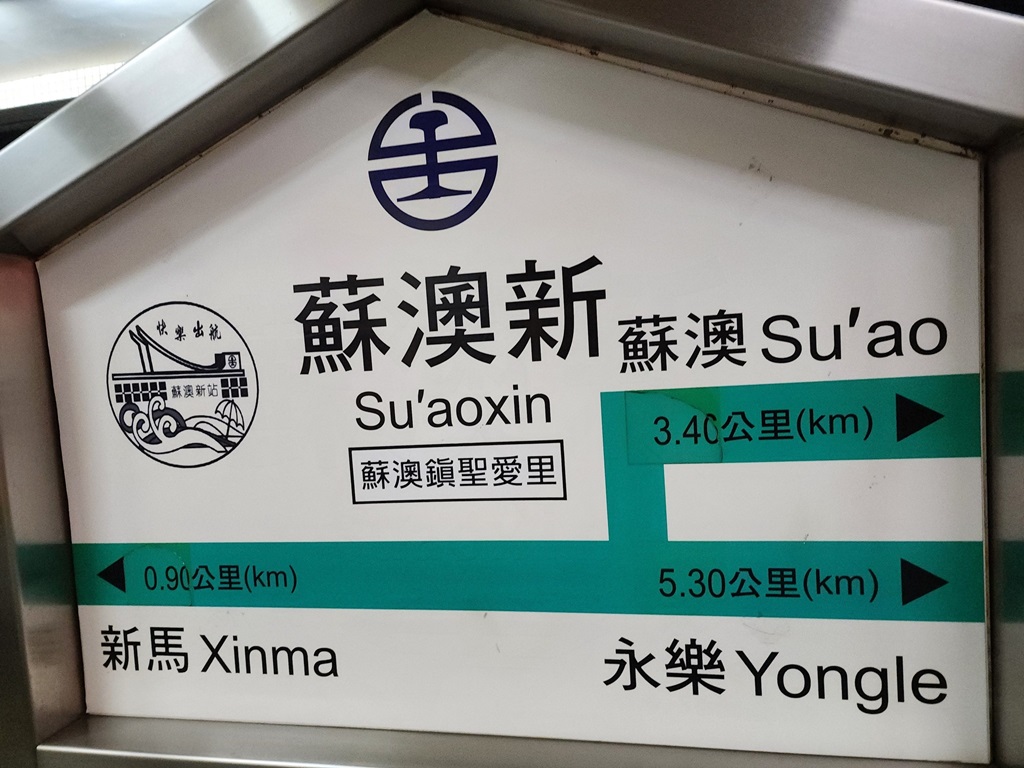 快樂出航
蘇澳新站
蘇澳新
Su'aoxin
蘇澳鎮聖愛里
蘇澳 Su'ao
3.40公里(km)
0.90公里(km)
5.30公里(km)
新馬 Xinma
永樂 Yongle